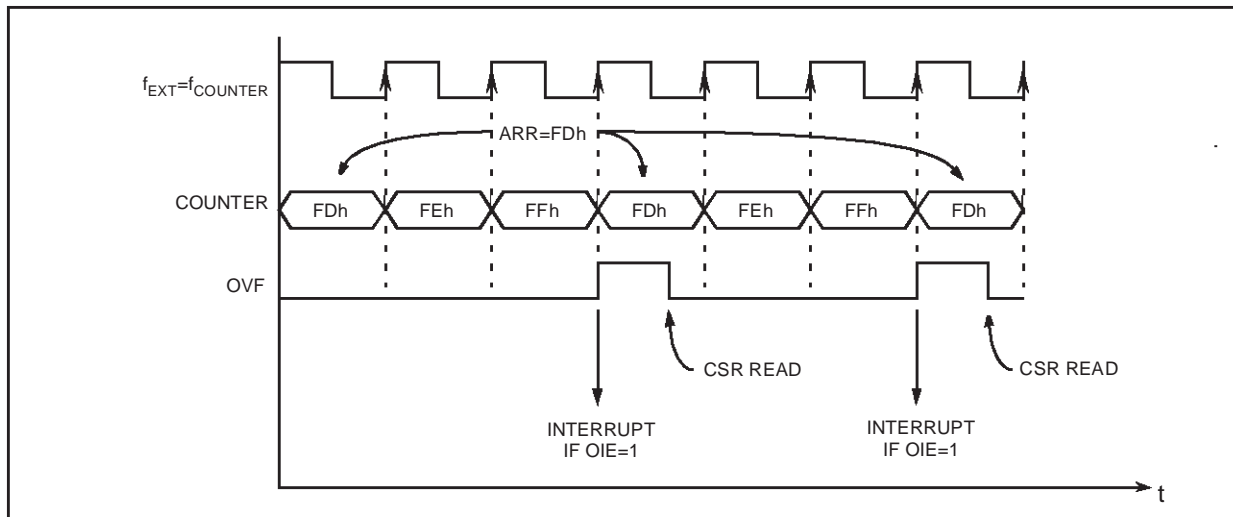 fEXT=fCOUNTER
ARR=FDh
COUNTER
FDh FEh FFh FDh FEh FFh FDh
OVF
CSR READ
CSR READ
INTERRUPT
IF OIE=1
INTERRUPT
IF OIE=1
t